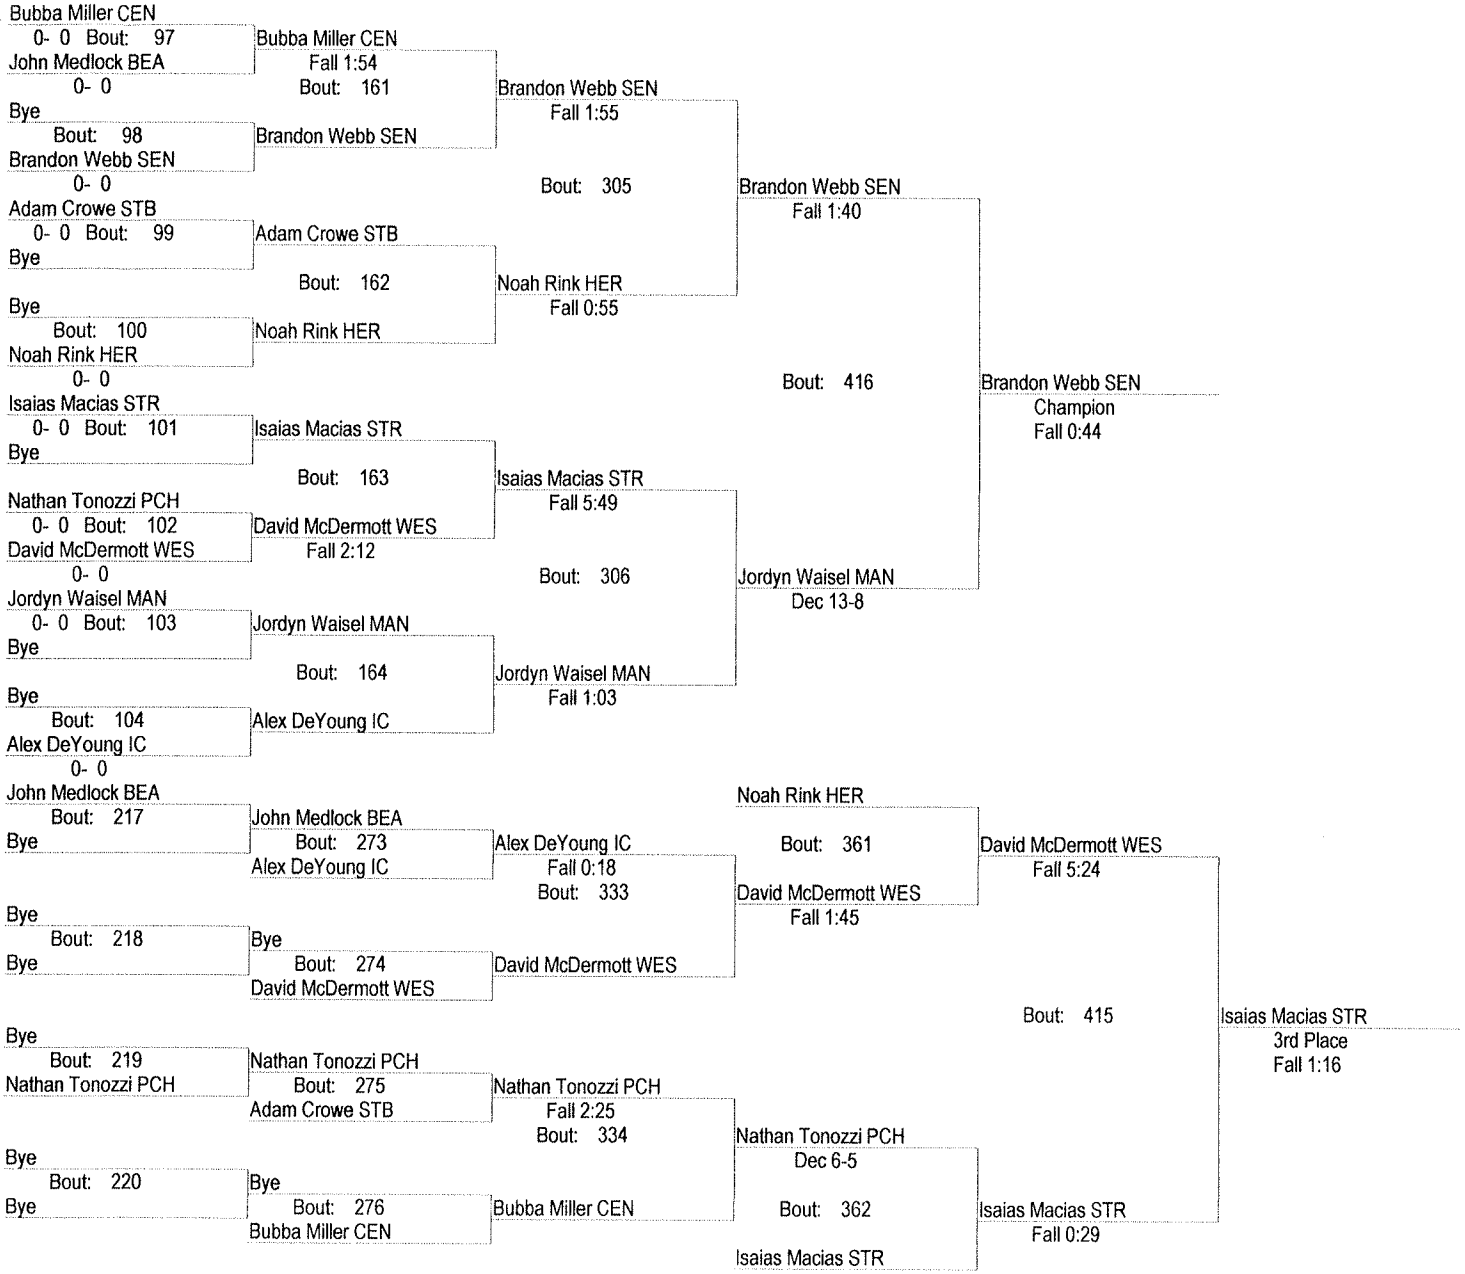 Bubba Miller CEN
0- 0 Bout: 97
Bubba Miller CEN
John Medlock BEA
Fall 1:54
0- 0
Bout: 161
Brandon Webb SEN
Bye
Fall 1:55
Bout: 98
Brandon Webb SEN
Brandon Webb SEN
0- 0
Bout: 305
Brandon Webb SEN
Adam Crowe STB
Fall 1:40
0- 0 Bout: 99
Adam Crowe STB
Bye
Bout: 162
Noah Rink HER
Bye
Fall 0:55
Bout: 100
Noah Rink HER
Noah Rink HER
0- 0
Bout: 416
Brandon Webb SEN
Isaias Macias STR
Champion
0- 0 Bout: 101
Isaias Macias STR
Fall 0:44
Bye
Bout: 163
Isaias Macias STR
Nathan Tonozzi PCH
Fall 5:49
0- 0 Bout: 102
David McDermott WES
David McDermott WES
Fall 2:12
0- 0
Bout: 306
Jordyn Waisel MAN
Jordyn Waisel MAN
Dec 13-8
0- 0 Bout: 103
Jordyn Waisel MAN
Bye
Bout: 164
Jordyn Waisel MAN
Bye
Fall 1:03
Bout: 104
Alex DeYoung IC
Alex DeYoung IC
0- 0
John Medlock BEA
Noah Rink HER
Bout: 217
John Medlock BEA
Bye
Bout: 273
Alex DeYoung IC
Bout: 361
David McDermott WES
Alex DeYoung IC
Fall 0:18
Fall 5:24
Bout: 333
David McDermott WES
Bye
Fall 1:45
Bout: 218
Bye
Bye
Bout: 274
David McDermott WES
David McDermott WES
Bout: 415
Isaias Macias STR
Bye
3rd Place
Bout: 219
Nathan Tonozzi PCH
Fall 1:16
Nathan Tonozzi PCH
Bout: 275
Nathan Tonozzi PCH
Adam Crowe STB
Fall 2:25
Bout: 334
Nathan Tonozzi PCH
Bye
Dec 6-5
Bout: 220
Bye
Bye
Bout: 276
Bubba Miller CEN
Bout: 362
Isaias Macias STR
Bubba Miller CEN
Fall 0:29
Isaias Macias STR